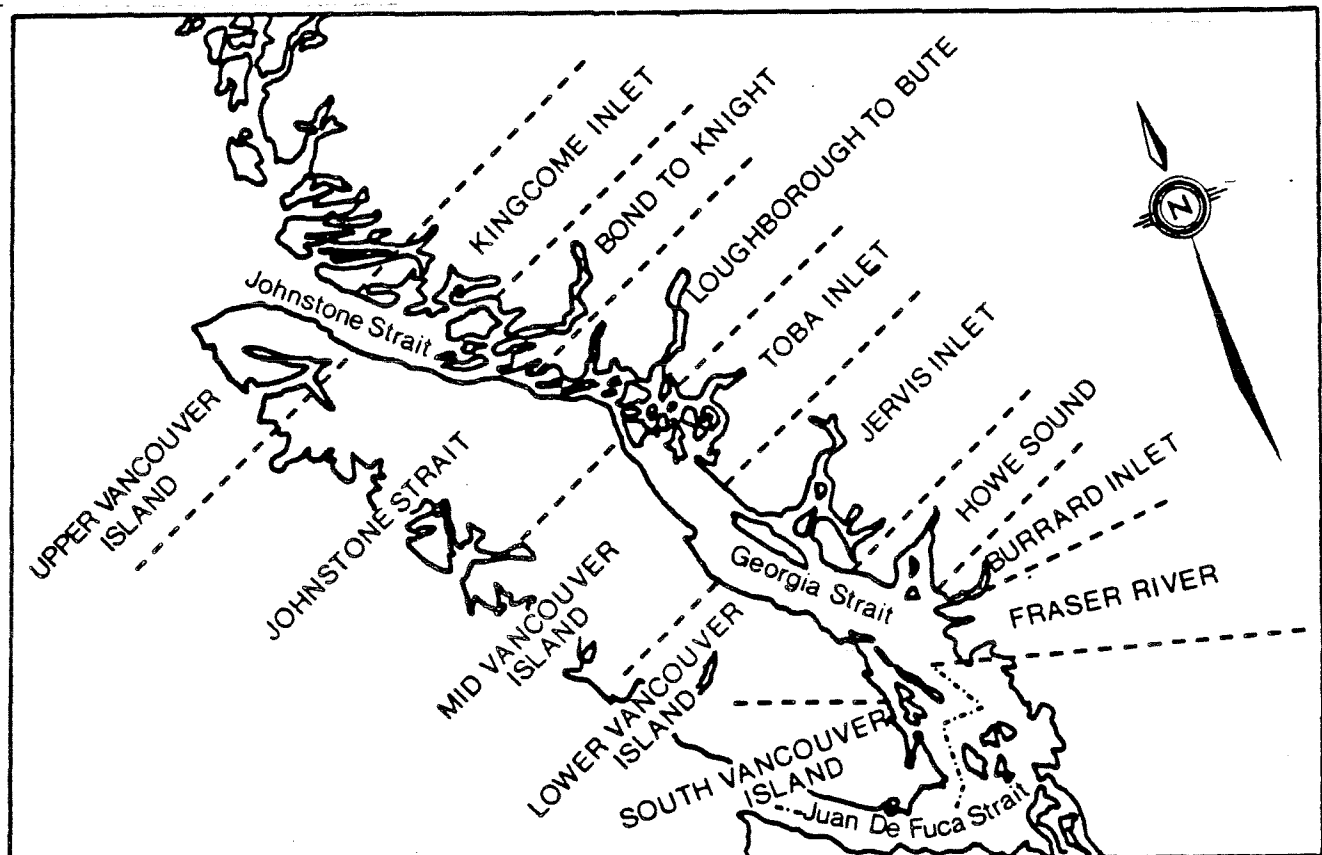 KINGCOME INLET
BOND TO KNIGHT
LOUGHBOROUGH TO BUTE
TOBA INLET
JERVIS INLET
HOWE SOUND
BURRARD INLET
FRASER RIVER
N
Johnstone Strait
Georgia Strait
UPPER VANCOUVER
ISLAND
JOHNSTONE STRAIT
MID VANCOUVER
ISLAND
LOWER VANCOUVER
ISLAND
SOUTH VANCOUVER
ISLAND
Juan De Fuca Strait